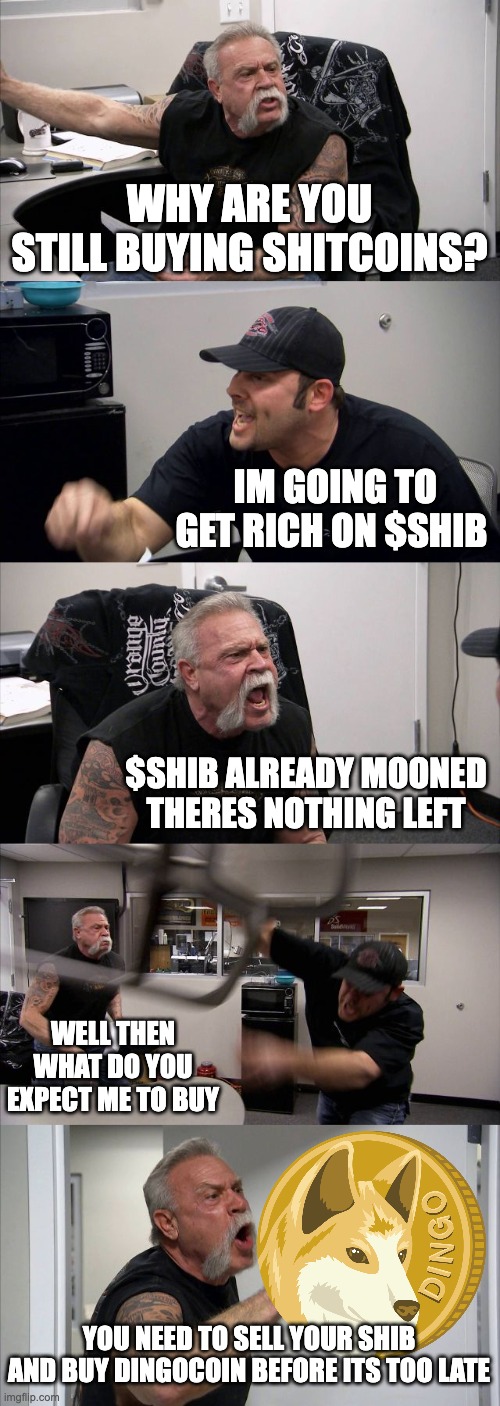 WHY ARE YOU
STILL BUYING SHITCOINS?
IM GOING TO
GET RICH ON $SHIB
Orange
County
$SHIB ALREADY MOONED
THERES NOTHING LEFT
WELL THEN
WHAT DO YOU
EXPECT ME TO BUY
DINGO
YOU NEED TO SELL YOUR SHIB
AND BUY DINGOCOIN BEFORE ITS TOO LATE
imgflip.com